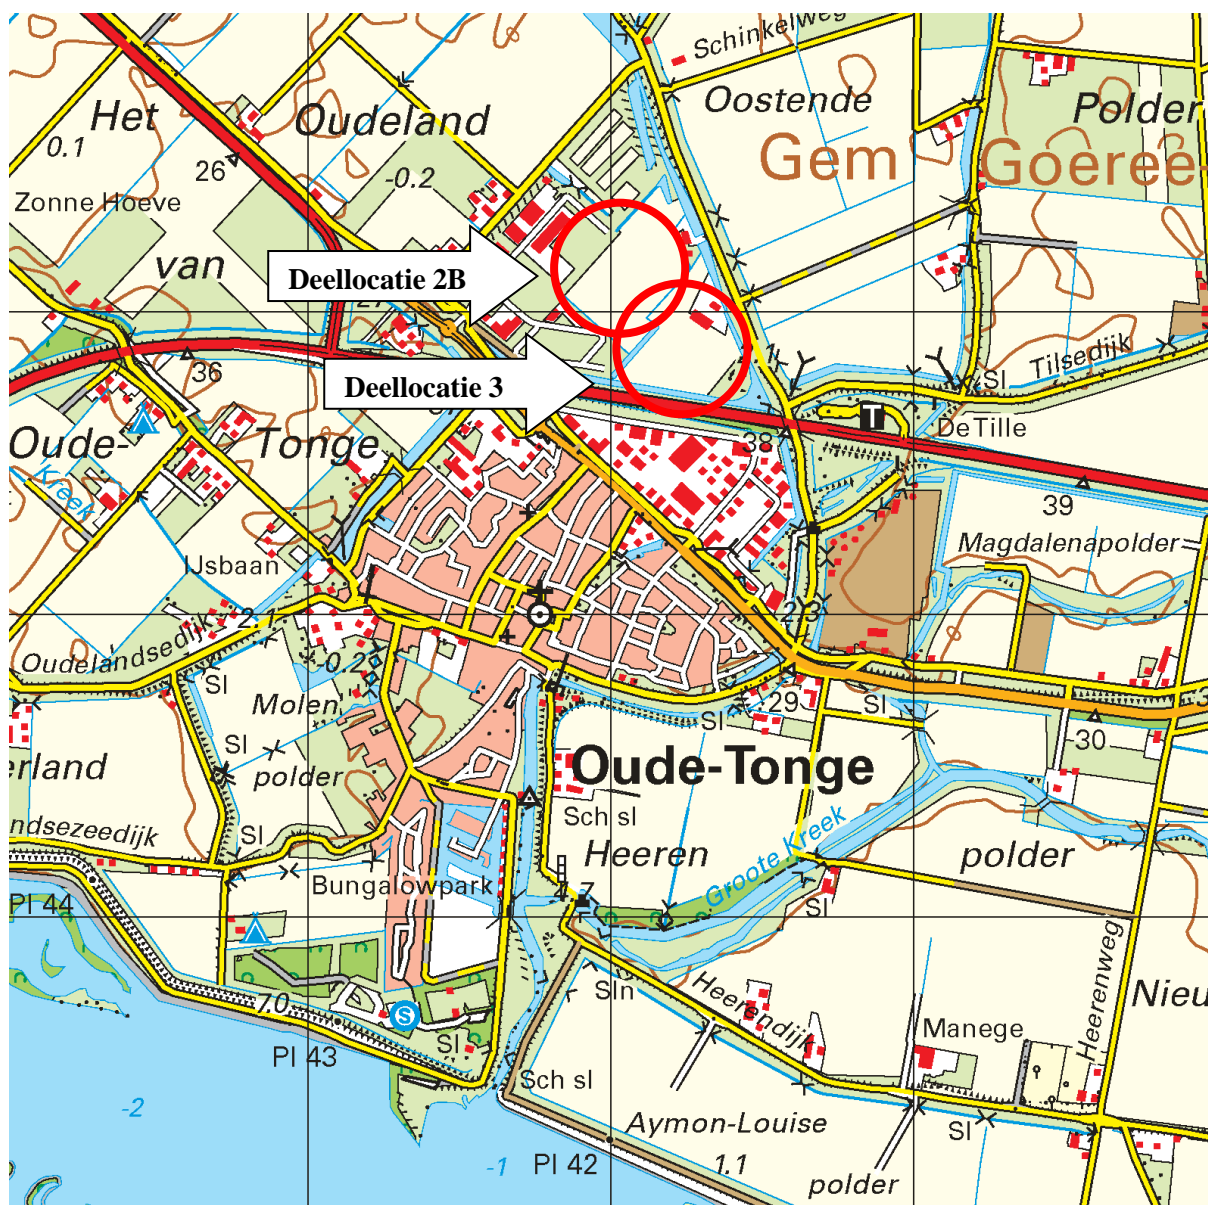 Schinkelweg
Het
Oudeland
Oostende
Polder
0.1
26
-0.2
Gem
Goeree-
Zonne Hoeve
van
Deellocatie 2B
36
Deellocatie 3
1
Sl
Tilsedijk
T
De Tille
Oude-
Tonge
38
39
Kreek
Magdalenapolder
IJsbaan
2.1
2.3
Oudelandsedijk
-0.2
Sl
Molen
polder
Sl
29
Sl
30
Sl
erland
Oude-Tonge
Sch sl
ndsezeedijk
Sl
Heeren
Groote Kreek
polder
Bungalowpark
7
Sl
Pl 44
Heerenweg
Sln
Heerendijk
Nieu
7.0
S
Manege
Pl 43
Sl
Sch sl
-2
Aymon-Louise
Sl
-1
Pl 42
1.1
polder